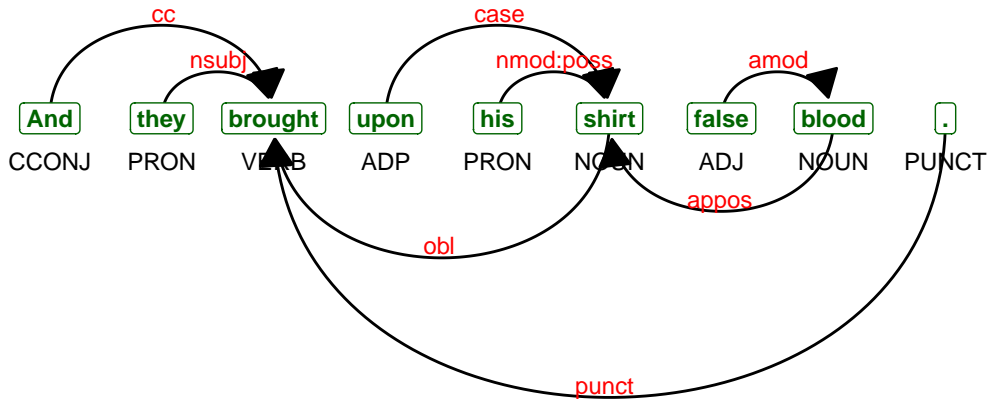 cc case
nsubj nmod:poss amod
And they brought upon his shirt false blood .
CCONJ PRON VERB ADP PRON NOUN ADJ NOUN PUNCT
appos
obl
punct